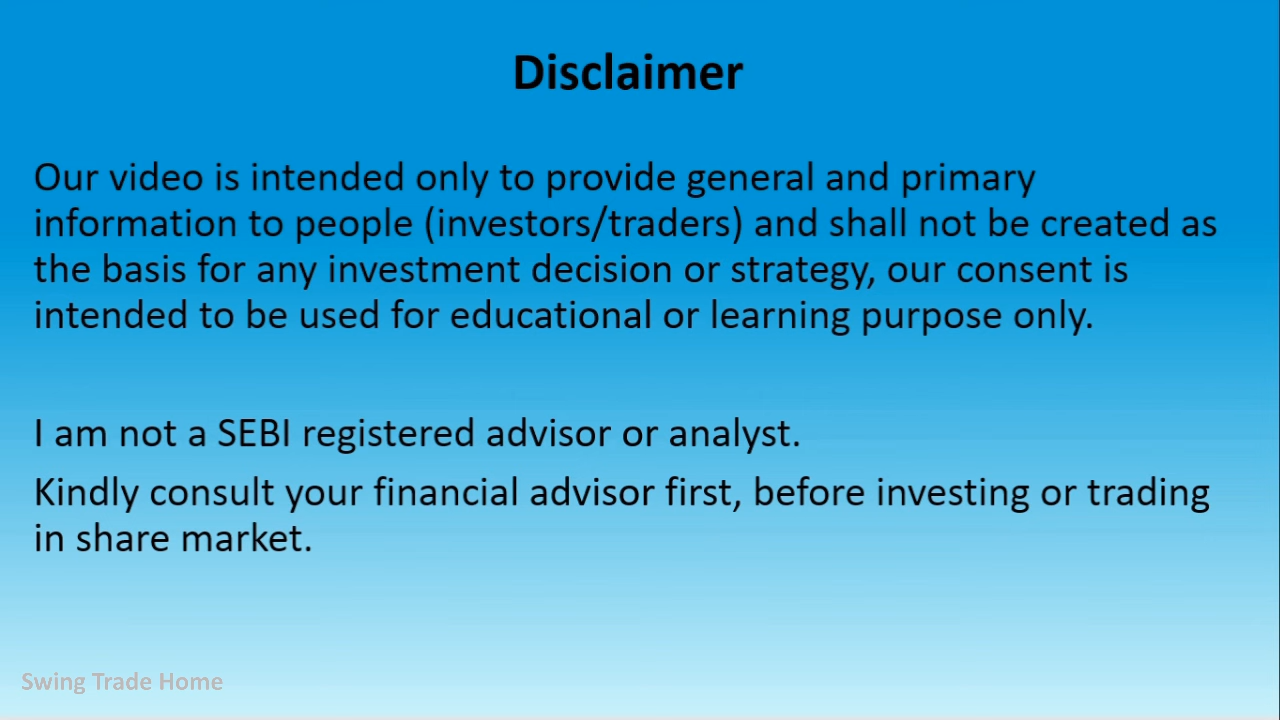 Disclaimer
Our video is intended only to provide general and primary
information to people (investors/traders) and shall not be created as
the basis for any investment decision or strategy, our consent is
intended to be used for educational or learning purpose only.
I am not a SEBI registered advisor or analyst.
Kindly consult your financial advisor first, before investing or trading
in share market.
Swing Trade Home